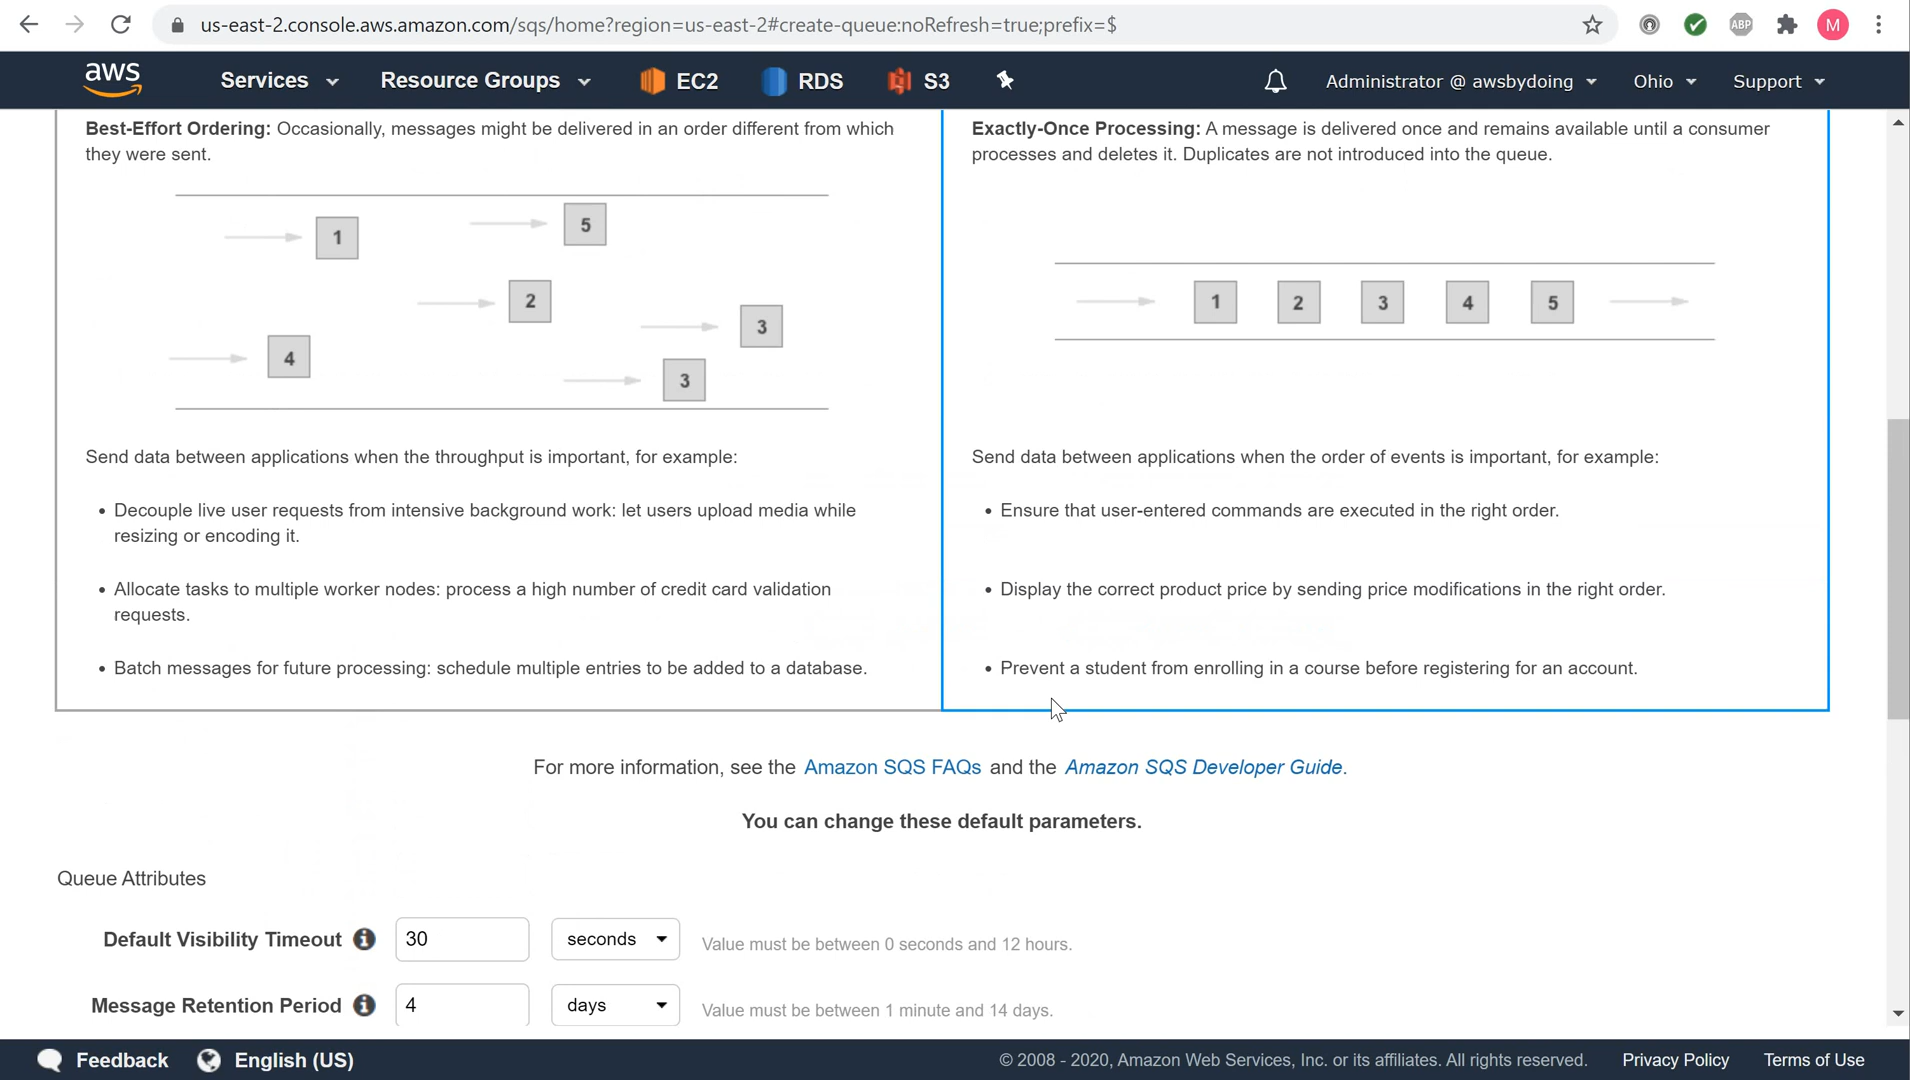 us-east-2.console.aws.amazon.com/sqs/home?region=us-east-2#create-queue:noRefresh=true;prefix=$
ABP
M
aws
Services
Resource Groups
EC2
RDS
S3
Administrator @ awsbydoing
Ohio
Support
Best-Effort Ordering: Occasionally, messages might be delivered in an order different from which
they were sent.
1
5
2
3
4
3
Send data between applications when the throughput is important, for example:
• Decouple live user requests from intensive background work: let users upload media while
resizing or encoding it.
• Allocate tasks to multiple worker nodes: process a high number of credit card validation
requests.
• Batch messages for future processing: schedule multiple entries to be added to a database.
Exactly-Once Processing: A message is delivered once and remains available until a consumer
processes and deletes it. Duplicates are not introduced into the queue.
1 2 3 4 5
Send data between applications when the order of events is important, for example:
• Ensure that user-entered commands are executed in the right order.
• Display the correct product price by sending price modifications in the right order.
• Prevent a student from enrolling in a course before registering for an account.
For more information, see the Amazon SQS FAQs and the Amazon SQS Developer Guide.
You can change these default parameters.
Queue Attributes
Default Visibility Timeout i 30 seconds Value must be between 0 seconds and 12 hours.
Message Retention Period i 4 days Value must be between 1 minute and 14 days.
Feedback
English (US)
© 2008 - 2020, Amazon Web Services, Inc. or its affiliates. All rights reserved.
Privacy Policy
Terms of Use